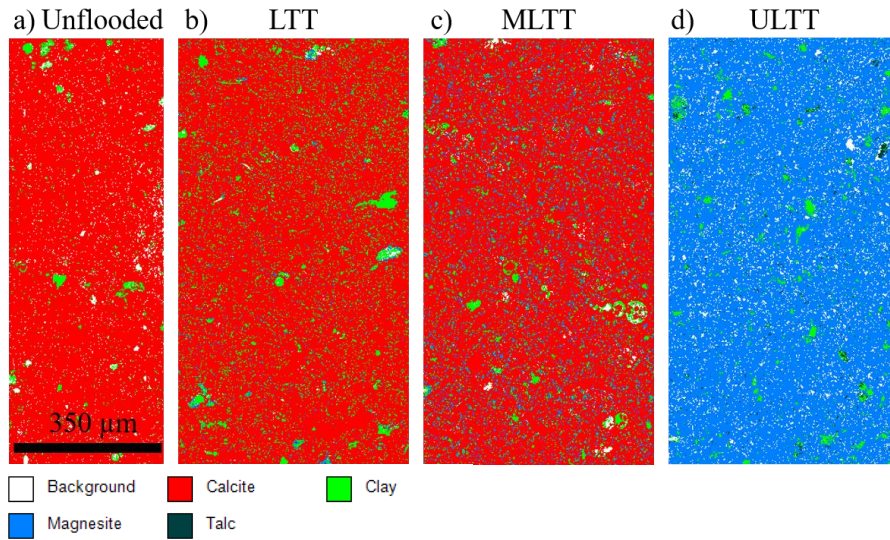 a) Unflooded
b) LTT
c) MLTT
d) ULTT
350 µm
Background
Calcite
Clay
Magnesite
Talc